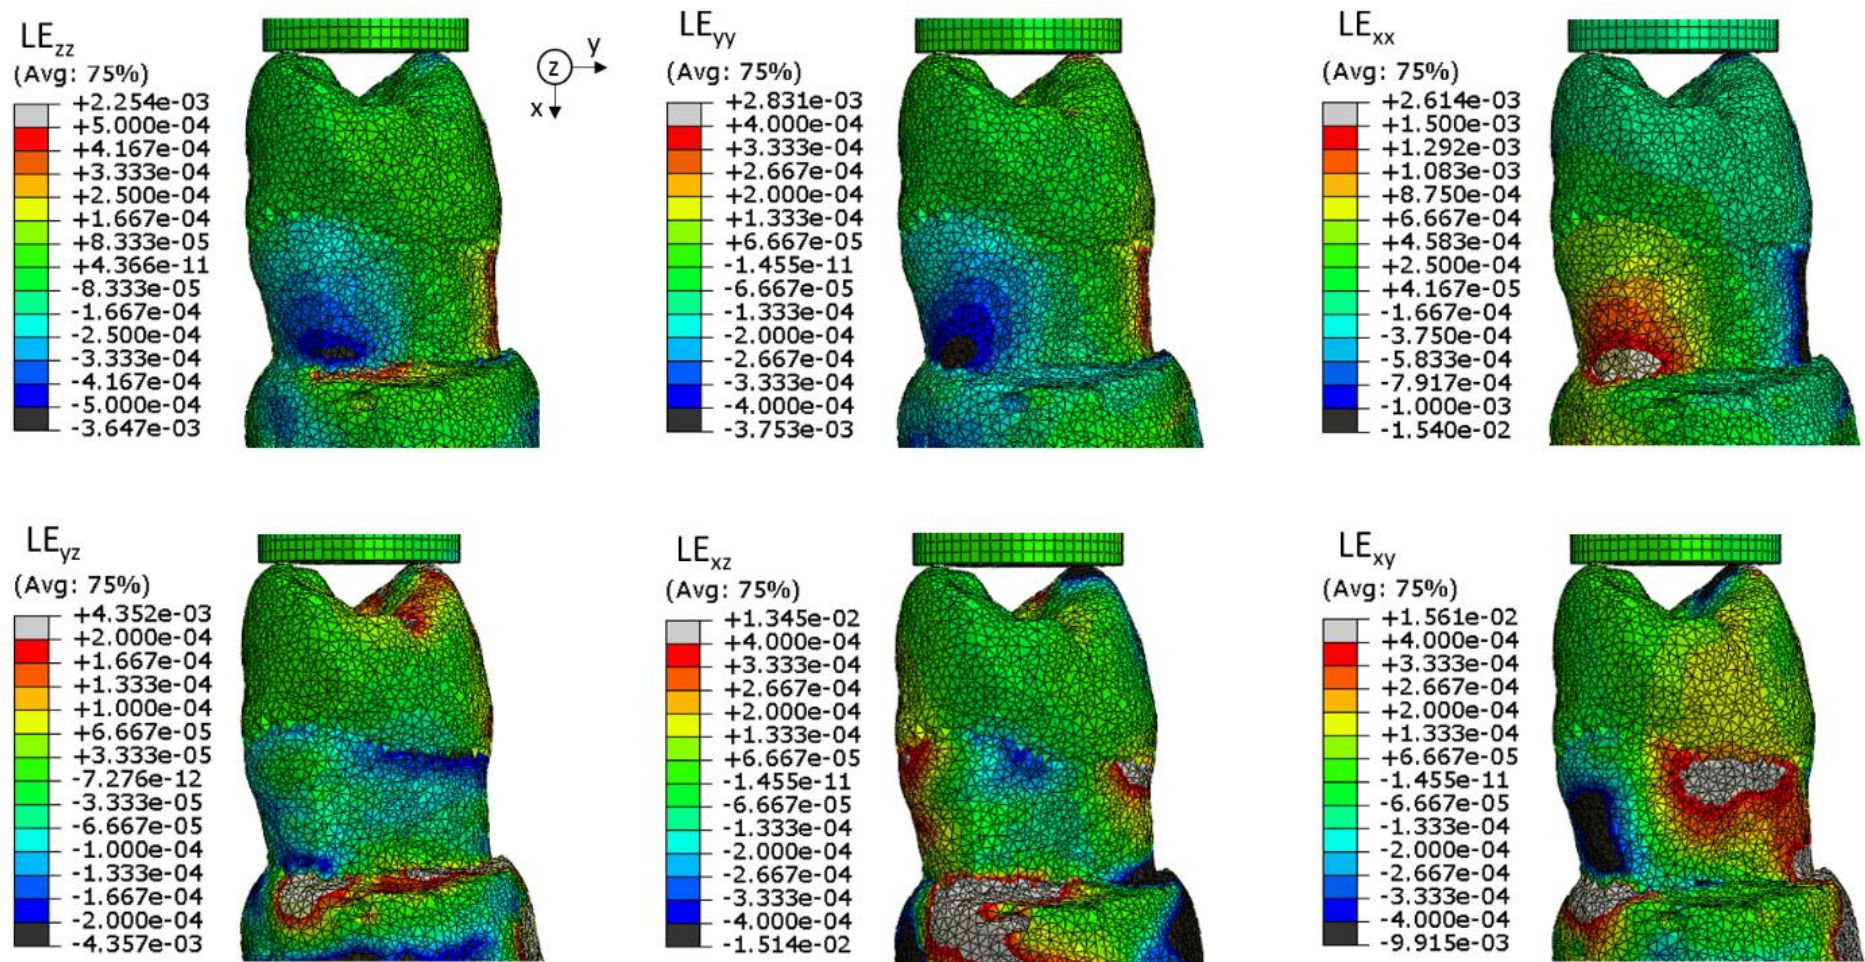 LEzz
(Avg: 75%)
+2.254e-03
+5.000e-04
+4.167e-04
+3.333e-04
+2.500e-04
+1.667e-04
+8.333e-05
+4.366e-11
-8.333e-05
-1.667e-04
-2.500e-04
-3.333e-04
-4.167e-04
-5.000e-04
-3.647e-03
z
y
x
LEyy
(Avg: 75%)
+2.831e-03
+4.000e-04
+3.333e-04
+2.667e-04
+2.000e-04
+1.333e-04
+6.667e-05
-1.455e-11
-6.667e-05
-1.333e-04
-2.000e-04
-2.667e-04
-3.333e-04
-4.000e-04
-3.753e-03
LExx
(Avg: 75%)
+2.614e-03
+1.500e-03
+1.292e-03
+1.083e-03
+8.750e-04
+6.667e-04
+4.583e-04
+2.500e-04
+4.167e-05
-1.667e-04
-3.750e-04
-5.833e-04
-7.917e-04
-1.000e-03
-1.540e-02
LEyz
(Avg: 75%)
+4.352e-03
+2.000e-04
+1.667e-04
+1.333e-04
+1.000e-04
+6.667e-05
+3.333e-05
-7.276e-12
-3.333e-05
-6.667e-05
-1.000e-04
-1.333e-04
-1.667e-04
-2.000e-04
-4.357e-03
LExz
(Avg: 75%)
+1.345e-02
+4.000e-04
+3.333e-04
+2.667e-04
+2.000e-04
+1.333e-04
+6.667e-05
-1.455e-11
-6.667e-05
-1.333e-04
-2.000e-04
-2.667e-04
-3.333e-04
-4.000e-04
-1.514e-02
LExy
(Avg: 75%)
+1.561e-02
+4.000e-04
+3.333e-04
+2.667e-04
+2.000e-04
+1.333e-04
+6.667e-05
-1.455e-11
-6.667e-05
-1.333e-04
-2.000e-04
-2.667e-04
-3.333e-04
-4.000e-04
-9.915e-03